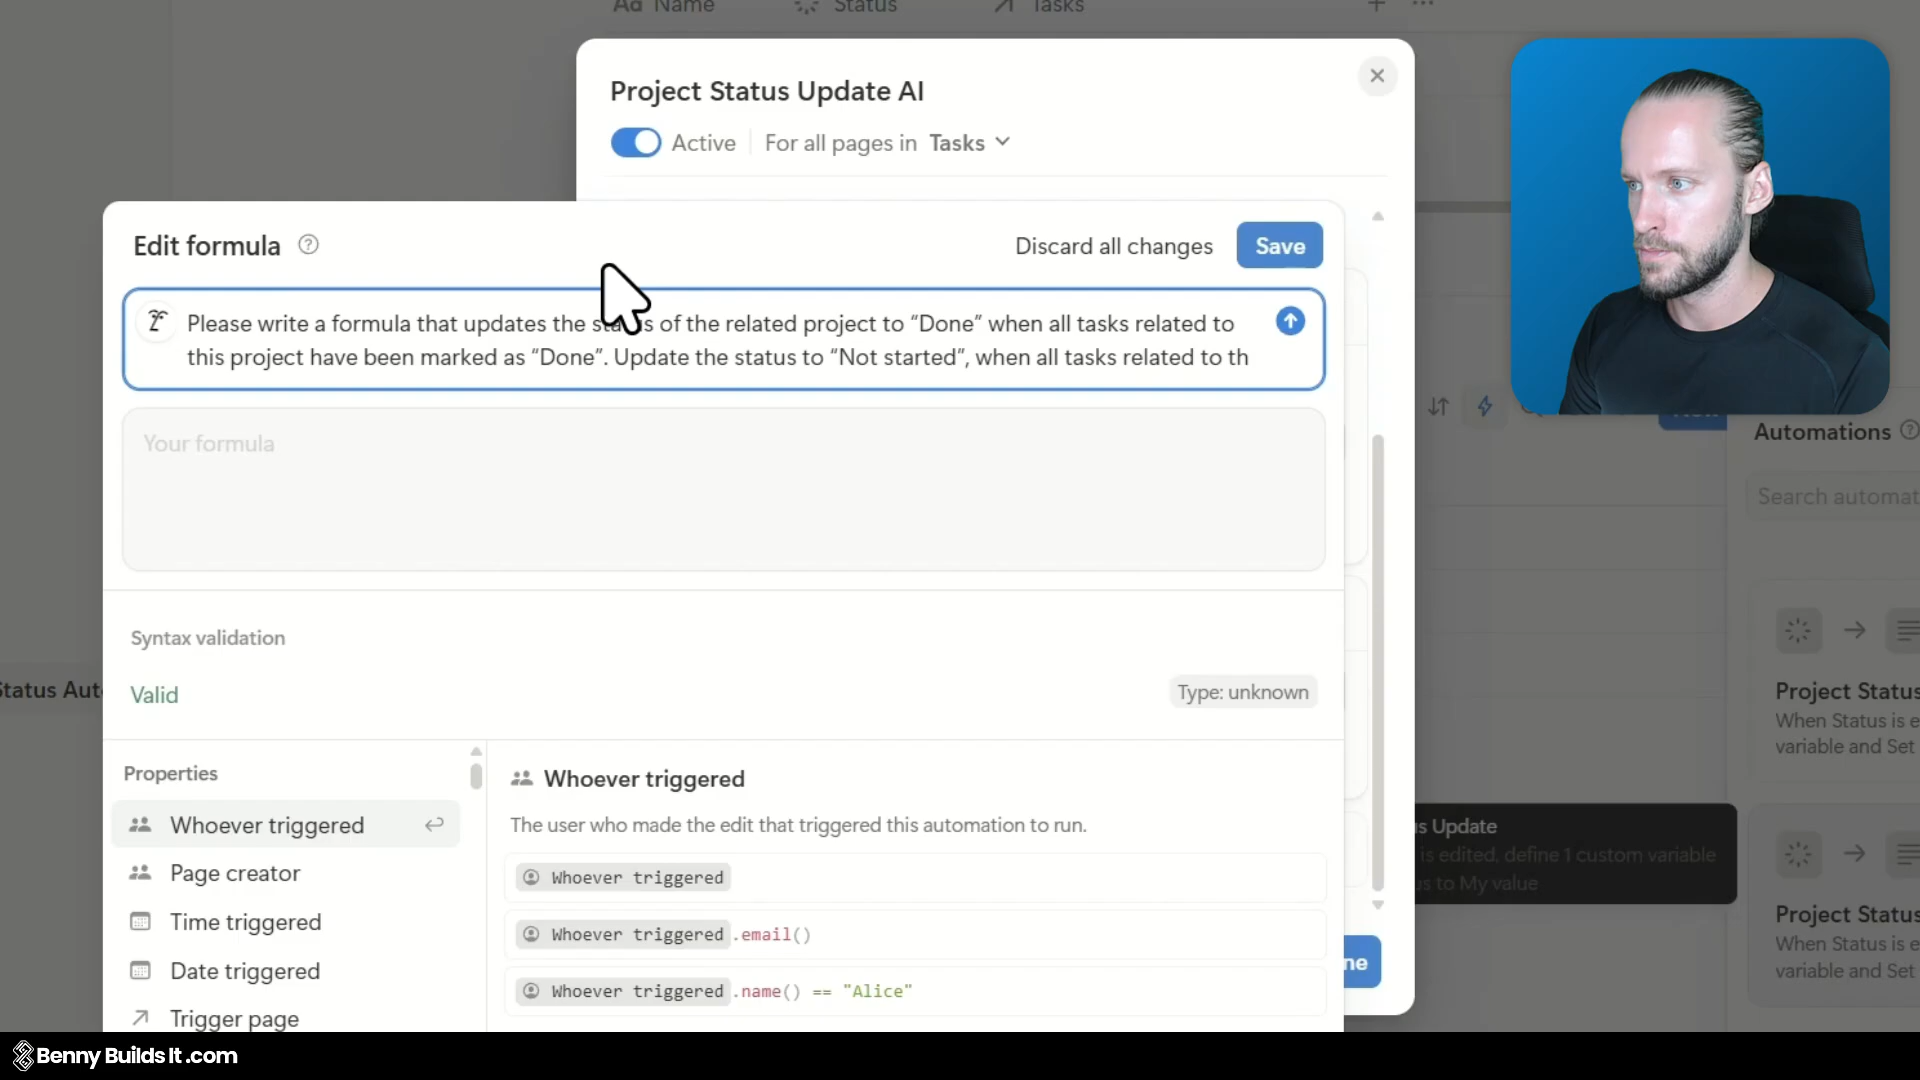 Aa Name
Status
Tasks
Project Status Update AI
Active
For all pages in Tasks
Edit formula
Discard all changes
Save
Please write a formula that updates the of the related project to “Done” when all tasks related to
this project have been marked as “Done”. Update the status to “Not started”, when all tasks related to th
Your formula
Automations
Search automat
Syntax validation
Valid
Type: unknown
Status Aut
Project Status
When Status is e
variable and Set
Properties
Whoever triggered
Page creator
Time triggered
Date triggered
Trigger page
Whoever triggered
The user who made the edit that triggered this automation to run.
Whoever triggered
Whoever triggered.email()
Whoever triggered.name() == "Alice"
s Update
is edited, define 1 custom variable
us to My value
Project Status
When Status is e
variable and Set
ne
Benny Builds It .com